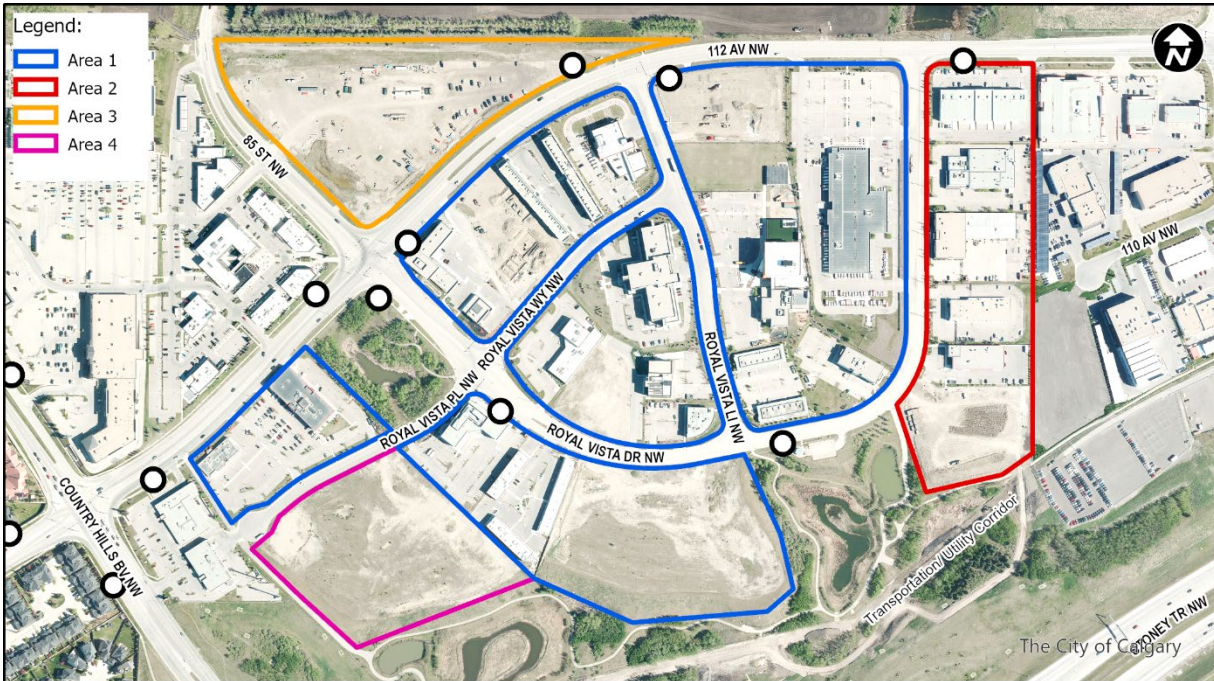 Legend:
Area 1
Area 2
Area 3
Area 4
112 AV NW
N
85 ST NW
110 AV NW
ROYAL VISTA WY NW
ROYAL VISTA LI NW
ROYAL VISTA PL NW
ROYAL VISTA DR NW
COUNTRY HILLS BV NW
Transportation/ Utility Corridor
STONEY TR NW
The City of Calgary